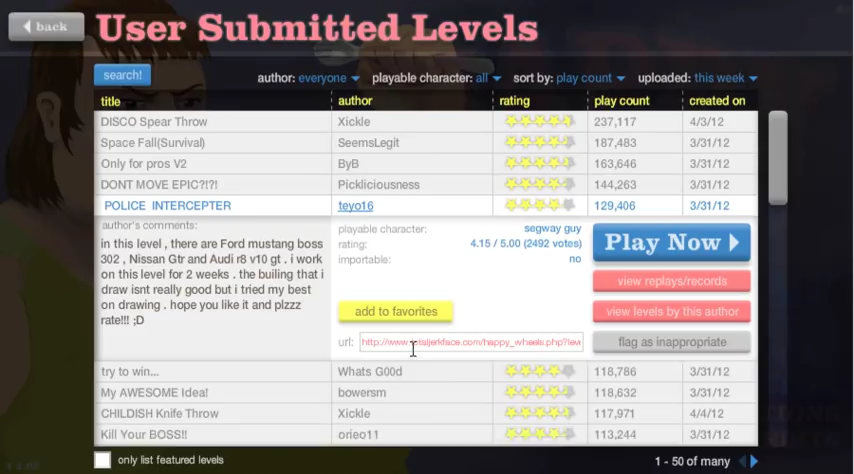 back
User Submitted Levels
search!
author: everyone playable character: all sort by: play count uploaded: this week
title author rating play count created on
DISCO Spear Throw Xickle 237,117 4/3/12
Space Fall(Survival) SeemsLegit 187,483 3/31/12
Only for pros V2 ByB 163,646 3/31/12
DONT MOVE EPIC?!?! Pickliciousness 144,263 3/31/12
POLICE INTERCEPTER teyo16 129,406 3/31/12
author's comments:
in this level , there are Ford mustang boss
302 , Nissan Gtr and Audi r8 v10 gt . i work
on this level for 2 weeks . the builing that i
draw isnt really good but i tried my best
on drawing . hope you like it and plzzz
rate!!! ;D
playable character: segway guy
rating: 4.15 / 5.00 (2492 votes)
importable: no
add to favorites
url: http://www.totaljerkface.com/happy_wheels.php?leve
Play Now
view replays/records
view levels by this author
flag as inappropriate
try to win... Whats G00d 118,786 3/31/12
My AWESOME Idea! bowersm 118,632 3/31/12
CHILDISH Knife Throw Xickle 117,971 4/4/12
Kill Your BOSS!! orieo11 113,244 3/31/12
only list featured levels
1 - 50 of many